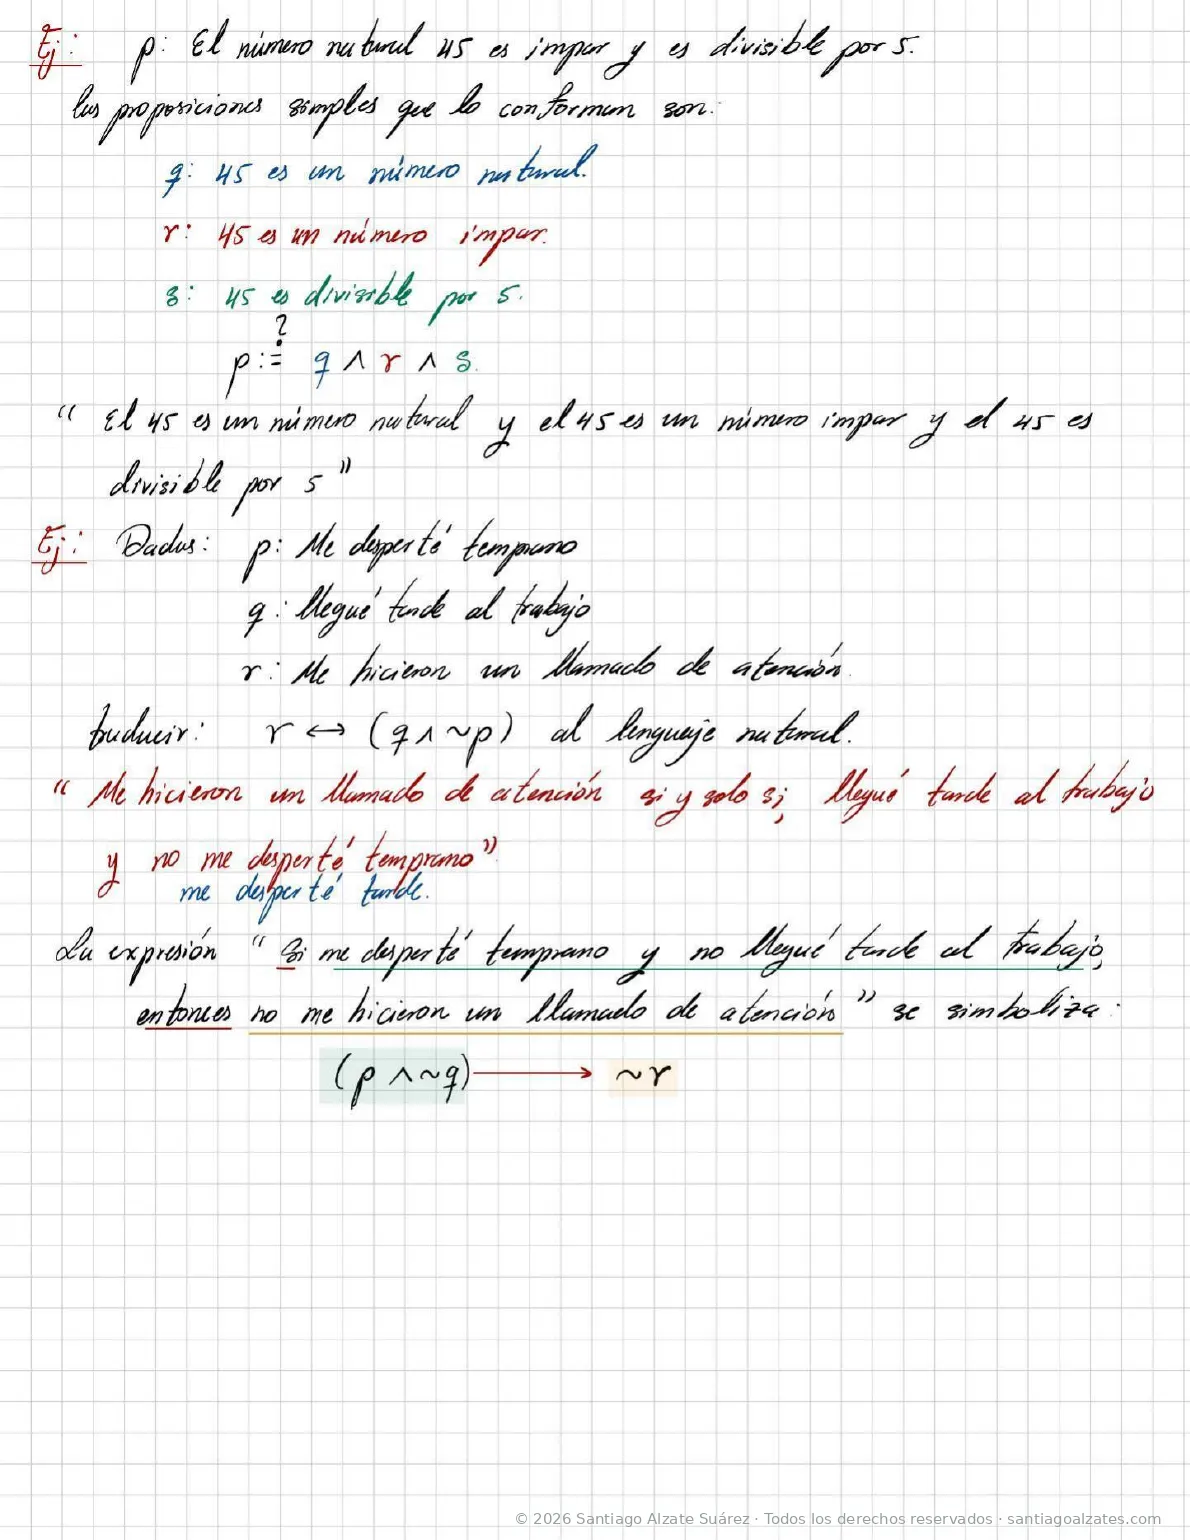 Ej: p: El número natural 45 es impar y es divisible por 5.
las proposiciones simples que lo conforman son:
q: 45 es un número natural.
r: 45 es un número impar.
s: 45 es divisible por 5.
?
p:= q ∧ r ∧ s.
“ El 45 es un número natural y el 45 es un número impar y el 45 es
divisible por 5 ”
Ej: Dadas: p: Me desperté temprano
q: llegué tarde al trabajo
r: Me hicieron un llamado de atención.
traducir: r ↔ (q ∧ ~p) al lenguaje natural.
“ Me hicieron un llamado de atención si y solo si, llegué tarde al trabajo
y no me desperté temprano”
me desperté tarde.
La expresión “ Si me desperté temprano y no llegué tarde al trabajo,
entonces no me hicieron un llamado de atención ” se simboliza:
(p ∧ ~q) → ~r
© 2026 Santiago Alzate Suárez · Todos los derechos reservados · santiagoalzates.com